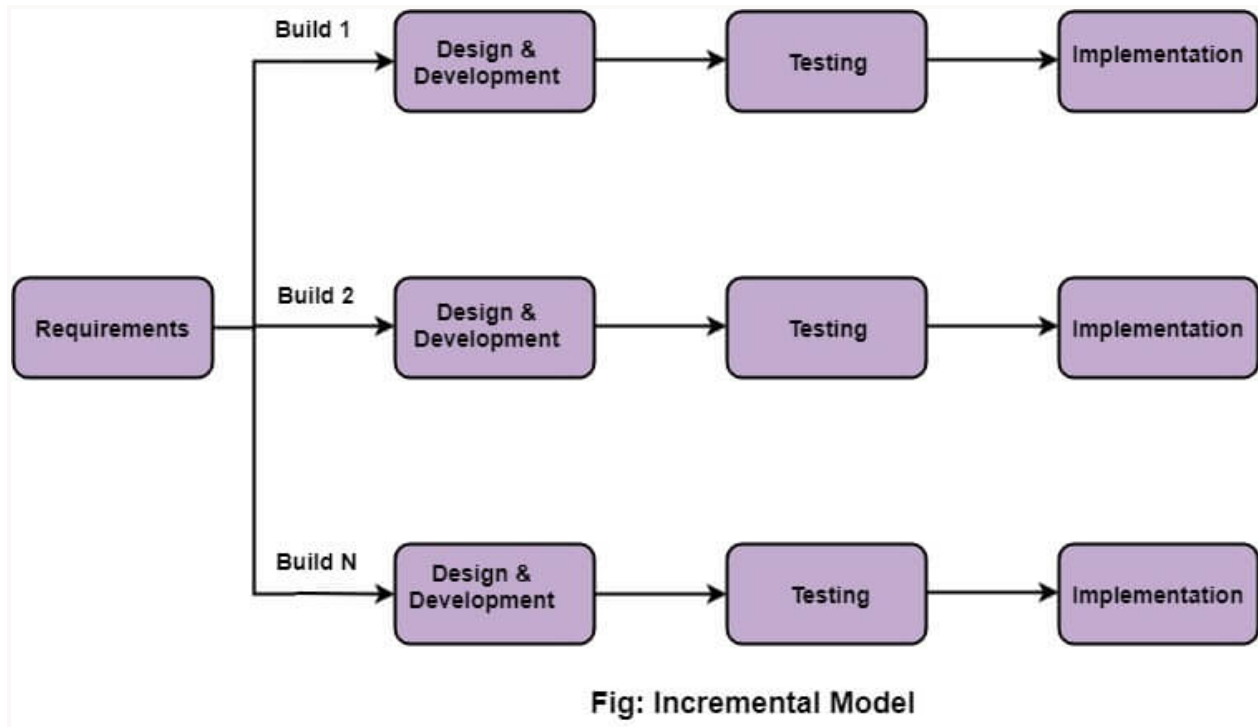 Build 1
Design &
Development
Testing
Implementation
Requirements
Build 2
Design &
Development
Testing
Implementation
Build N
Design &
Development
Testing
Implementation
Fig: Incremental Model